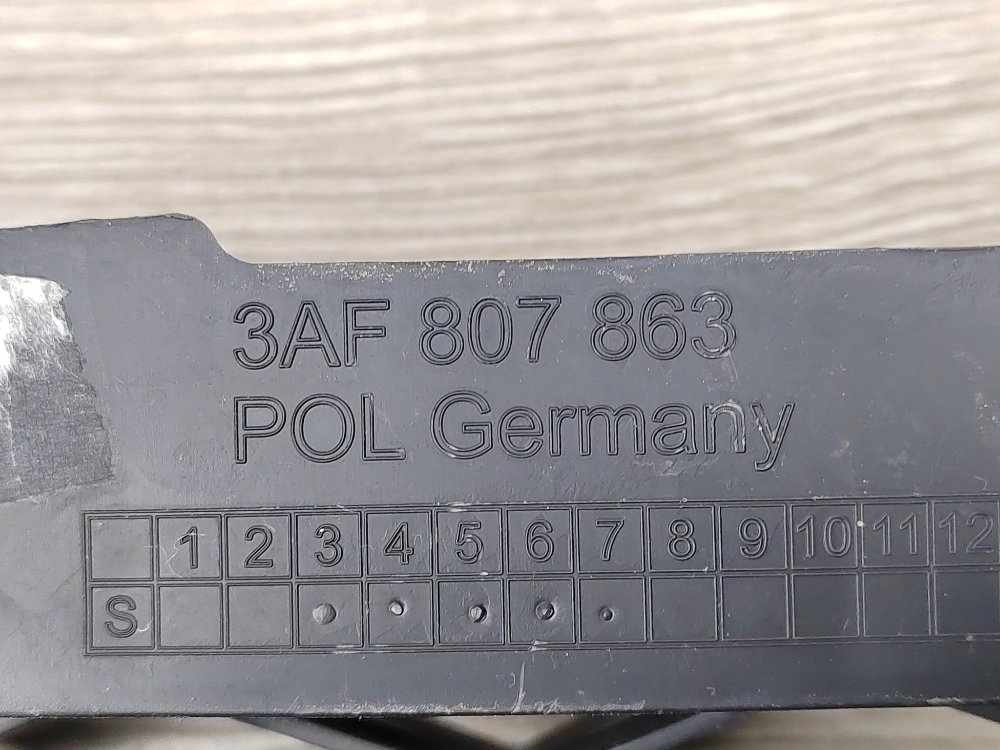 3AF 807 863
POL Germany
1 2 3 4 5 6 7 8 9 10 11 12
S